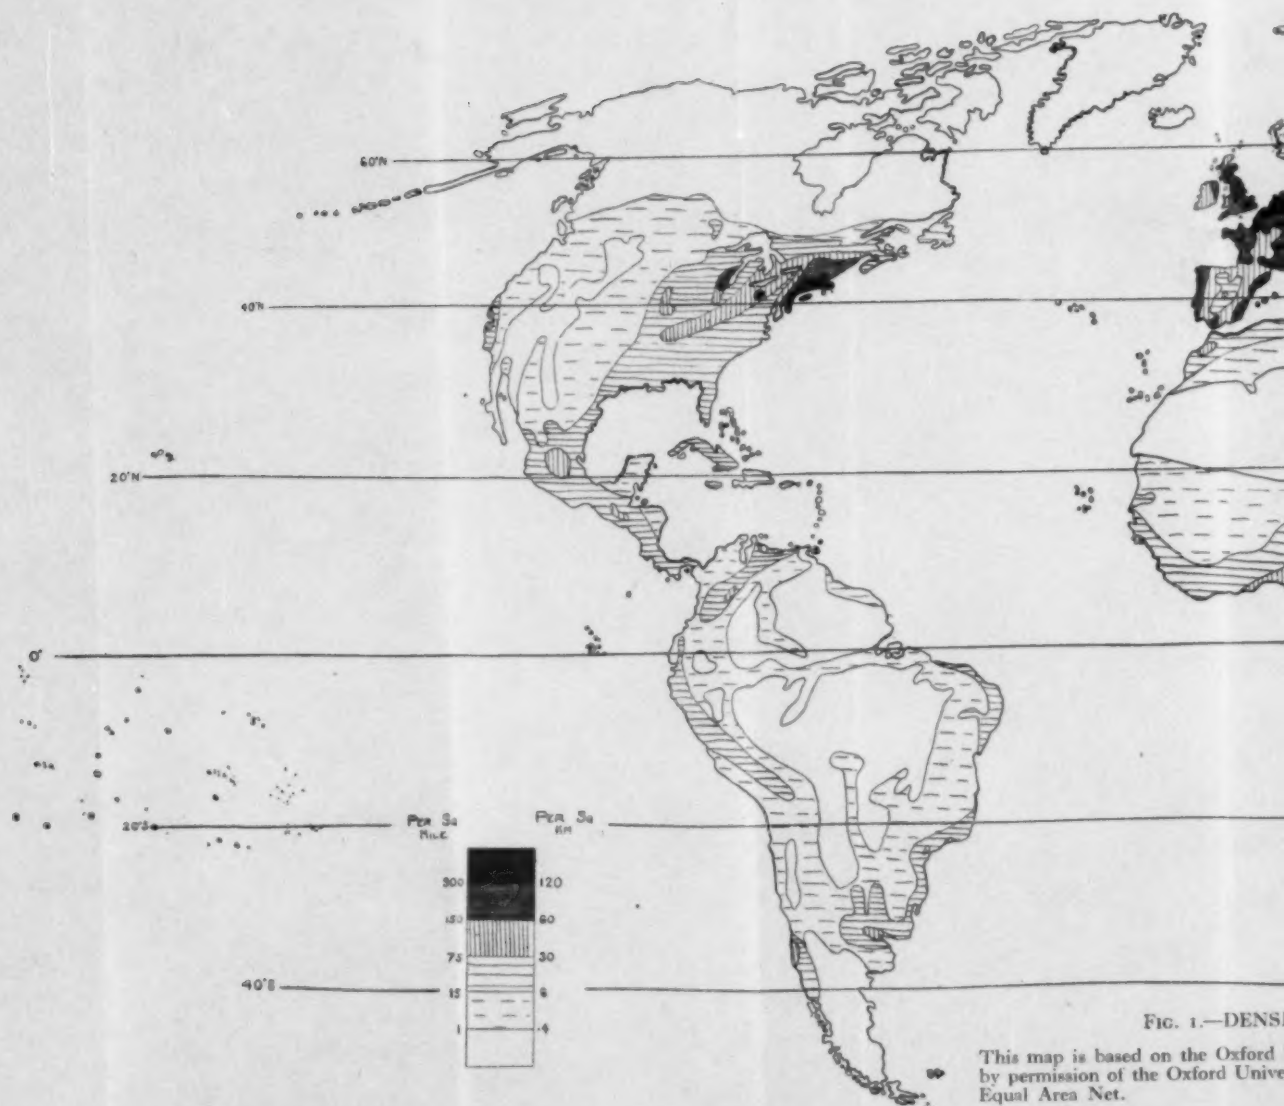 60°N
40°N
20°N
0°
20°S
PER SQ MILE
PER SQ KM
300 120
150 60
75 30
15 6
1 .4
40°S
FIG. 1.—DENSI
This map is based on the Oxford
by permission of the Oxford Unive
Equal Area Net.